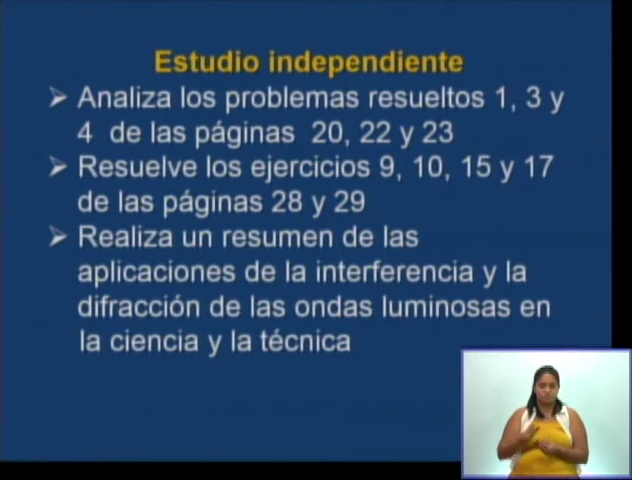 Estudio independiente
➢ Analiza los problemas resueltos 1, 3 y
4 de las páginas 20, 22 y 23
➢ Resuelve los ejercicios 9, 10, 15 y 17
de las páginas 28 y 29
➢ Realiza un resumen de las
aplicaciones de la interferencia y la
difracción de las ondas luminosas en
la ciencia y la técnica